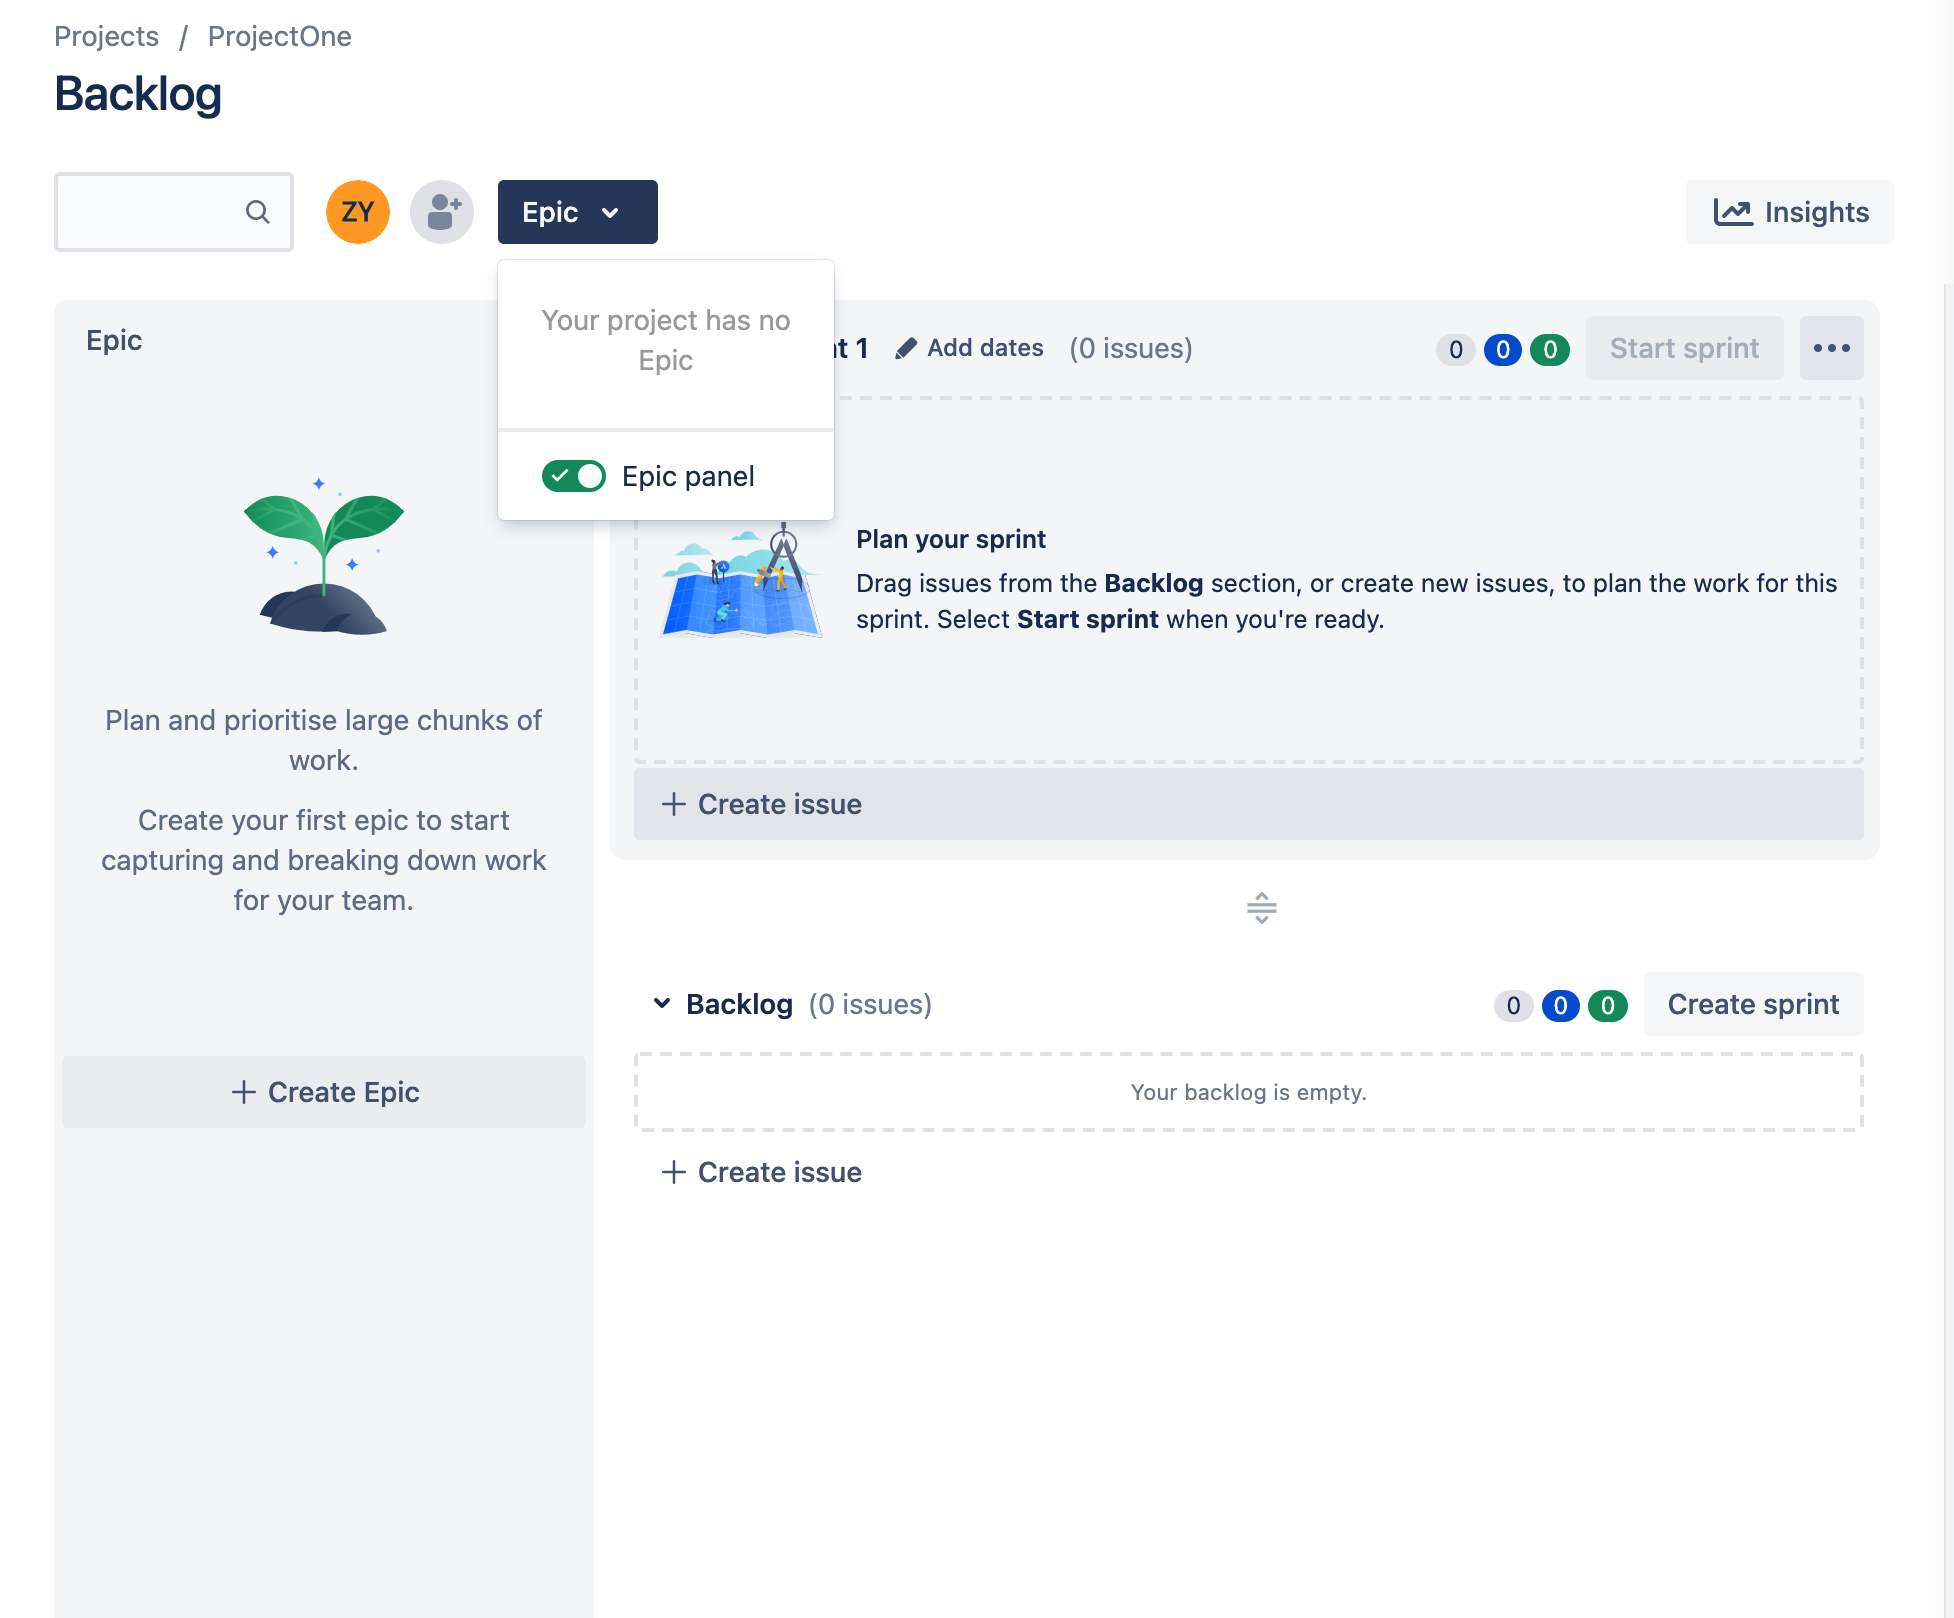 Projects / ProjectOne
Backlog
ZY
Epic
Insights
Your project has no
Epic
Epic panel
Epic
Plan and prioritise large chunks of
work.
Create your first epic to start
capturing and breaking down work
for your team.
Create Epic
1 Add dates (0 issues)
0 0 0 Start sprint
Plan your sprint
Drag issues from the Backlog section, or create new issues, to plan the work for this
sprint. Select Start sprint when you're ready.
Create issue
Backlog (0 issues)
0 0 0 Create sprint
Your backlog is empty.
Create issue